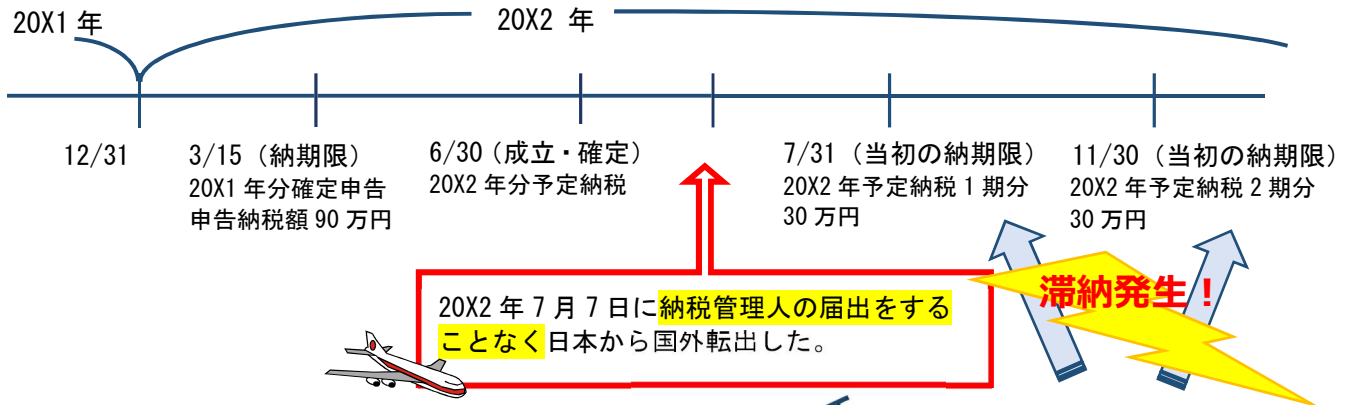 20X1 年
20X2 年
12/31
3/15（納期限）
20X1 年分確定申告
申告納税額 90 万円
6/30（成立・確定）
20X2 年分予定納税
7/31（当初の納期限）
20X2 年予定納税 1 期分
30 万円
11/30（当初の納期限）
20X2 年予定納税 2 期分
30 万円
20X2 年 7 月 7 日に納税管理人の届出をする
ことなく日本から国外転出した。
滞納発生！